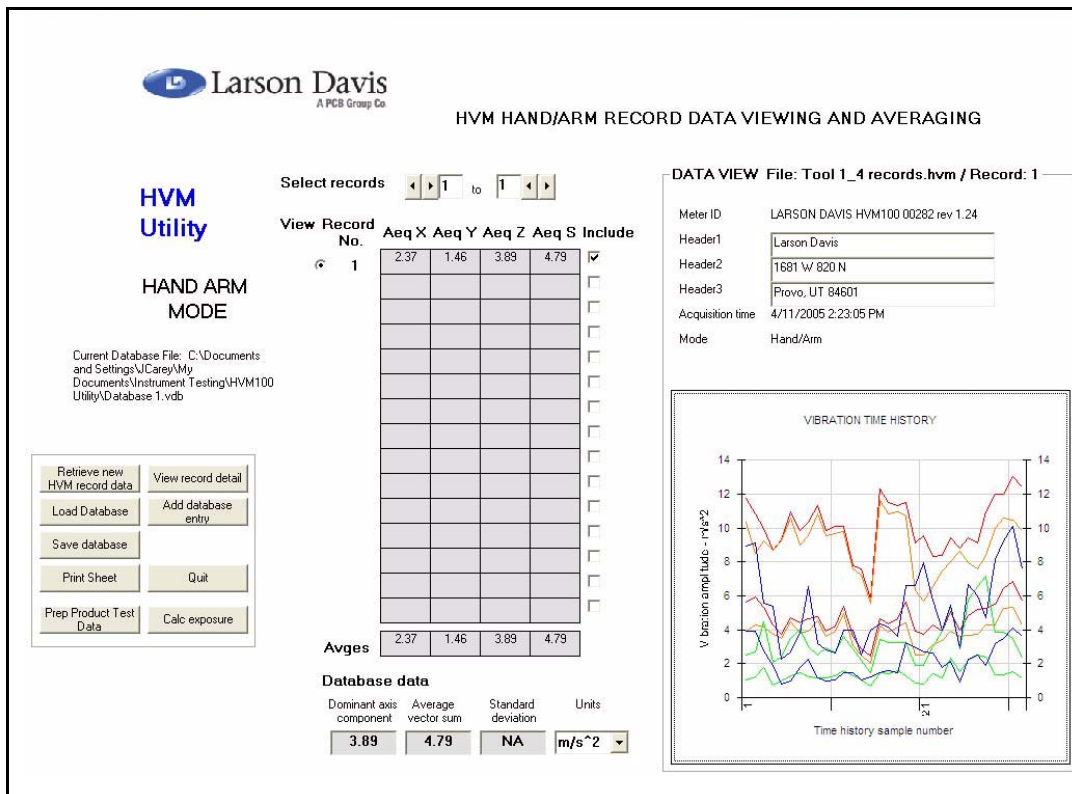 Larson Davis
A PCB Group Co.
HVM HAND/ARM RECORD DATA VIEWING AND AVERAGING
HVM
Utility
HAND ARM
MODE
Current Database File: C:\Documents
and Settings\JCarey\My
Documents\Instrument Testing\HVM100
Utility\Database 1.vdb
Retrieve new
HVM record data
View record detail
Load Database
Add database
entry
Save database
Print Sheet
Quit
Prep Product Test
Data
Calc exposure
Select records 1 to 1
View Record
No.
Aeq X Aeq Y Aeq Z Aeq S Include
1 2.37 1.46 3.89 4.79
Avges 2.37 1.46 3.89 4.79
Database data
Dominant axis
component
Average
vector sum
Standard
deviation
Units
3.89 4.79 NA m/s^2
DATA VIEW File: Tool 1_4 records.hvm / Record: 1
Meter ID LARSON DAVIS HVM100 00282 rev 1.24
Header1 Larson Davis
Header2 1681 W 820 N
Header3 Provo, UT 84601
Acquisition time 4/11/2005 2:23:05 PM
Mode Hand/Arm
VIBRATION TIME HISTORY
Vibration amplitude - m/s^2
14 14
12 12
10 10
8 8
6 6
4 4
2 2
0 0
1 21
Time history sample number